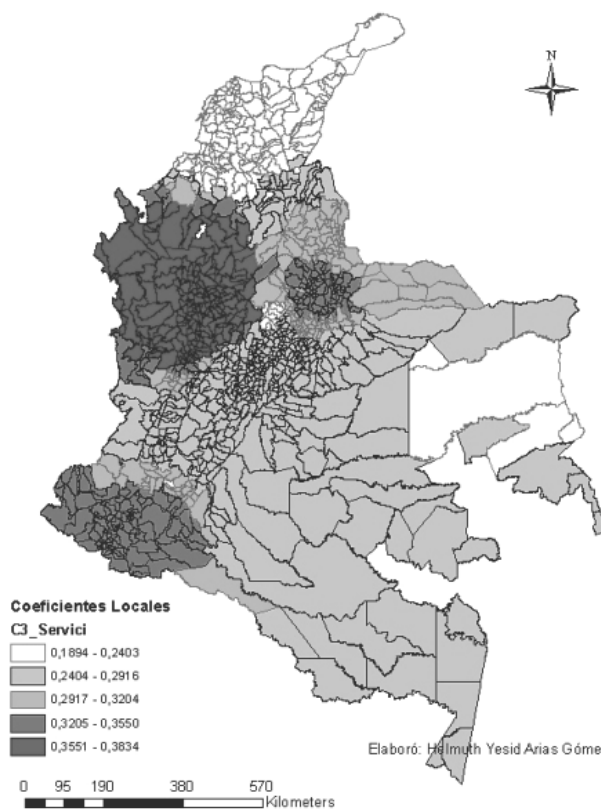 N
Coeficientes Locales
C3_Servici
0,1894 - 0,2403
0,2404 - 0,2916
0,2917 - 0,3204
0,3205 - 0,3550
0,3551 - 0,3834
Elaboró: Helmuth Yesid Arias Góme
0 95 190 380 570
Kilometers